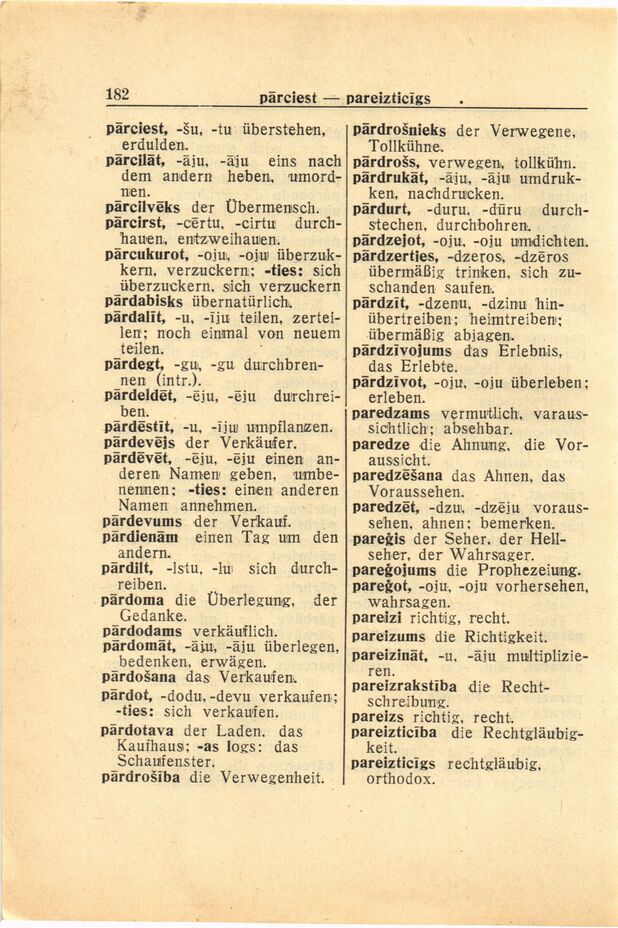 182
pārciest — pareizticīgs
pārciest, -šu, -tu überstehen,
erdulden.
pārcilāt, -āju, -āju eins nach
dem andern heben, umord-
nen.
pārcilvēks der Übermensch.
pārcirst, -cērtu, -cirtu durch-
hauen, entzweihauen.
pārcukurot, -oju, -oju überzuk-
kern, verzuckern; -ties: sich
überzuckern, sich verzuckern
pārdabisks übernatürlich.
pārdalīt, -u, -īju teilen, zertei-
len; noch einmal von neuem
teilen.
pārdegt, -gu, -gu durchbren-
nen (intr.).
pārdeldēt, -ēju, -ēju durchrei-
ben.
pārdēstīt, -u, -īju umpflanzen.
pārdevējs der Verkäufer.
pārdēvēt, -ēju, -ēju einen an-
deren Namen geben, umbe-
nennen; -ties: einen anderen
Namen annehmen.
pārdevums der Verkauf.
pārdienām einen Tag um den
andern.
pārdilt, -lstu, -lu sich durch-
reiben.
pārdoma die Überlegung, der
Gedanke.
pārdodams verkäuflich.
pārdomāt, -āju, -āju überlegen,
bedenken, erwägen.
pārdošana das Verkaufen.
pārdot, -dodu, -devu verkaufen;
-ties: sich verkaufen.
pārdotava der Laden, das
Kaufhaus; -as logs: das
Schaufenster.
pārdrošība die Verwegenheit.
pārdrošnieks der Verwegene,
Tollkühne.
pārdrošs, verwegen, tollkühn.
pārdrukāt, -āju, -āju umdruk-
ken, nachdrucken.
pārdurt, -duru, -dūru durch-
stechen, durchbohren.
pārdzejot, -oju, -oju umdichten.
pārdzerties, -dzeros, -dzēros
übermäßig trinken, sich zu-
schanden saufen.
pārdzīt, -dzenu, -dzinu hin-
übertreiben; heimtreiben;
übermäßig abjagen.
pārdzīvojums das Erlebnis,
das Erlebte.
pārdzīvot, -oju, -oju überleben;
erleben.
paredzams vermutlich, voraus-
sichtlich; absehbar.
paredze die Ahnung, die Vor-
aussicht.
paredzēšana das Ahnen, das
Voraussehen.
paredzēt, -dzu, -dzēju voraus-
sehen, ahnen; bemerken.
pareģis der Seher, der Hell-
seher, der Wahrsager.
pareģojums die Prophezeiung.
pareģot, -oju, -oju vorhersehen,
wahrsagen.
pareizi richtig, recht.
pareizums die Richtigkeit.
pareizināt, -u, -āju multiplizie-
ren.
pareizrakstība die Recht-
schreibung.
pareizs richtig, recht.
pareizticība die Rechtgläubig-
keit.
pareizticīgs rechtgläubig,
orthodox.